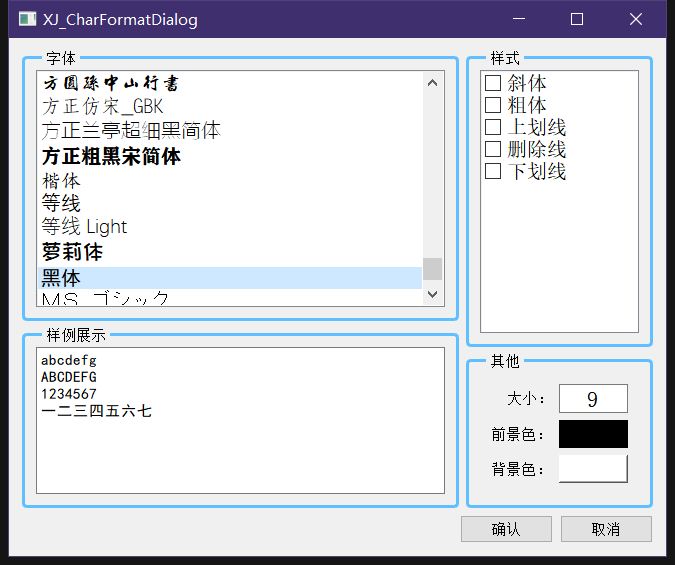 XJ_CharFormatDialog
字体
方圆孙中山行书
方正仿宋_GBK
方正兰亭超细黑简体
方正粗黑宋简体
楷体
等线
等线 Light
萝莉体
黑体
MS ゴシック
样式
斜体
粗体
上划线
删除线
下划线
样例展示
abcdefg
ABCDEFG
1234567
一二三四五六七
其他
大小: 9
前景色:
背景色:
确认 取消